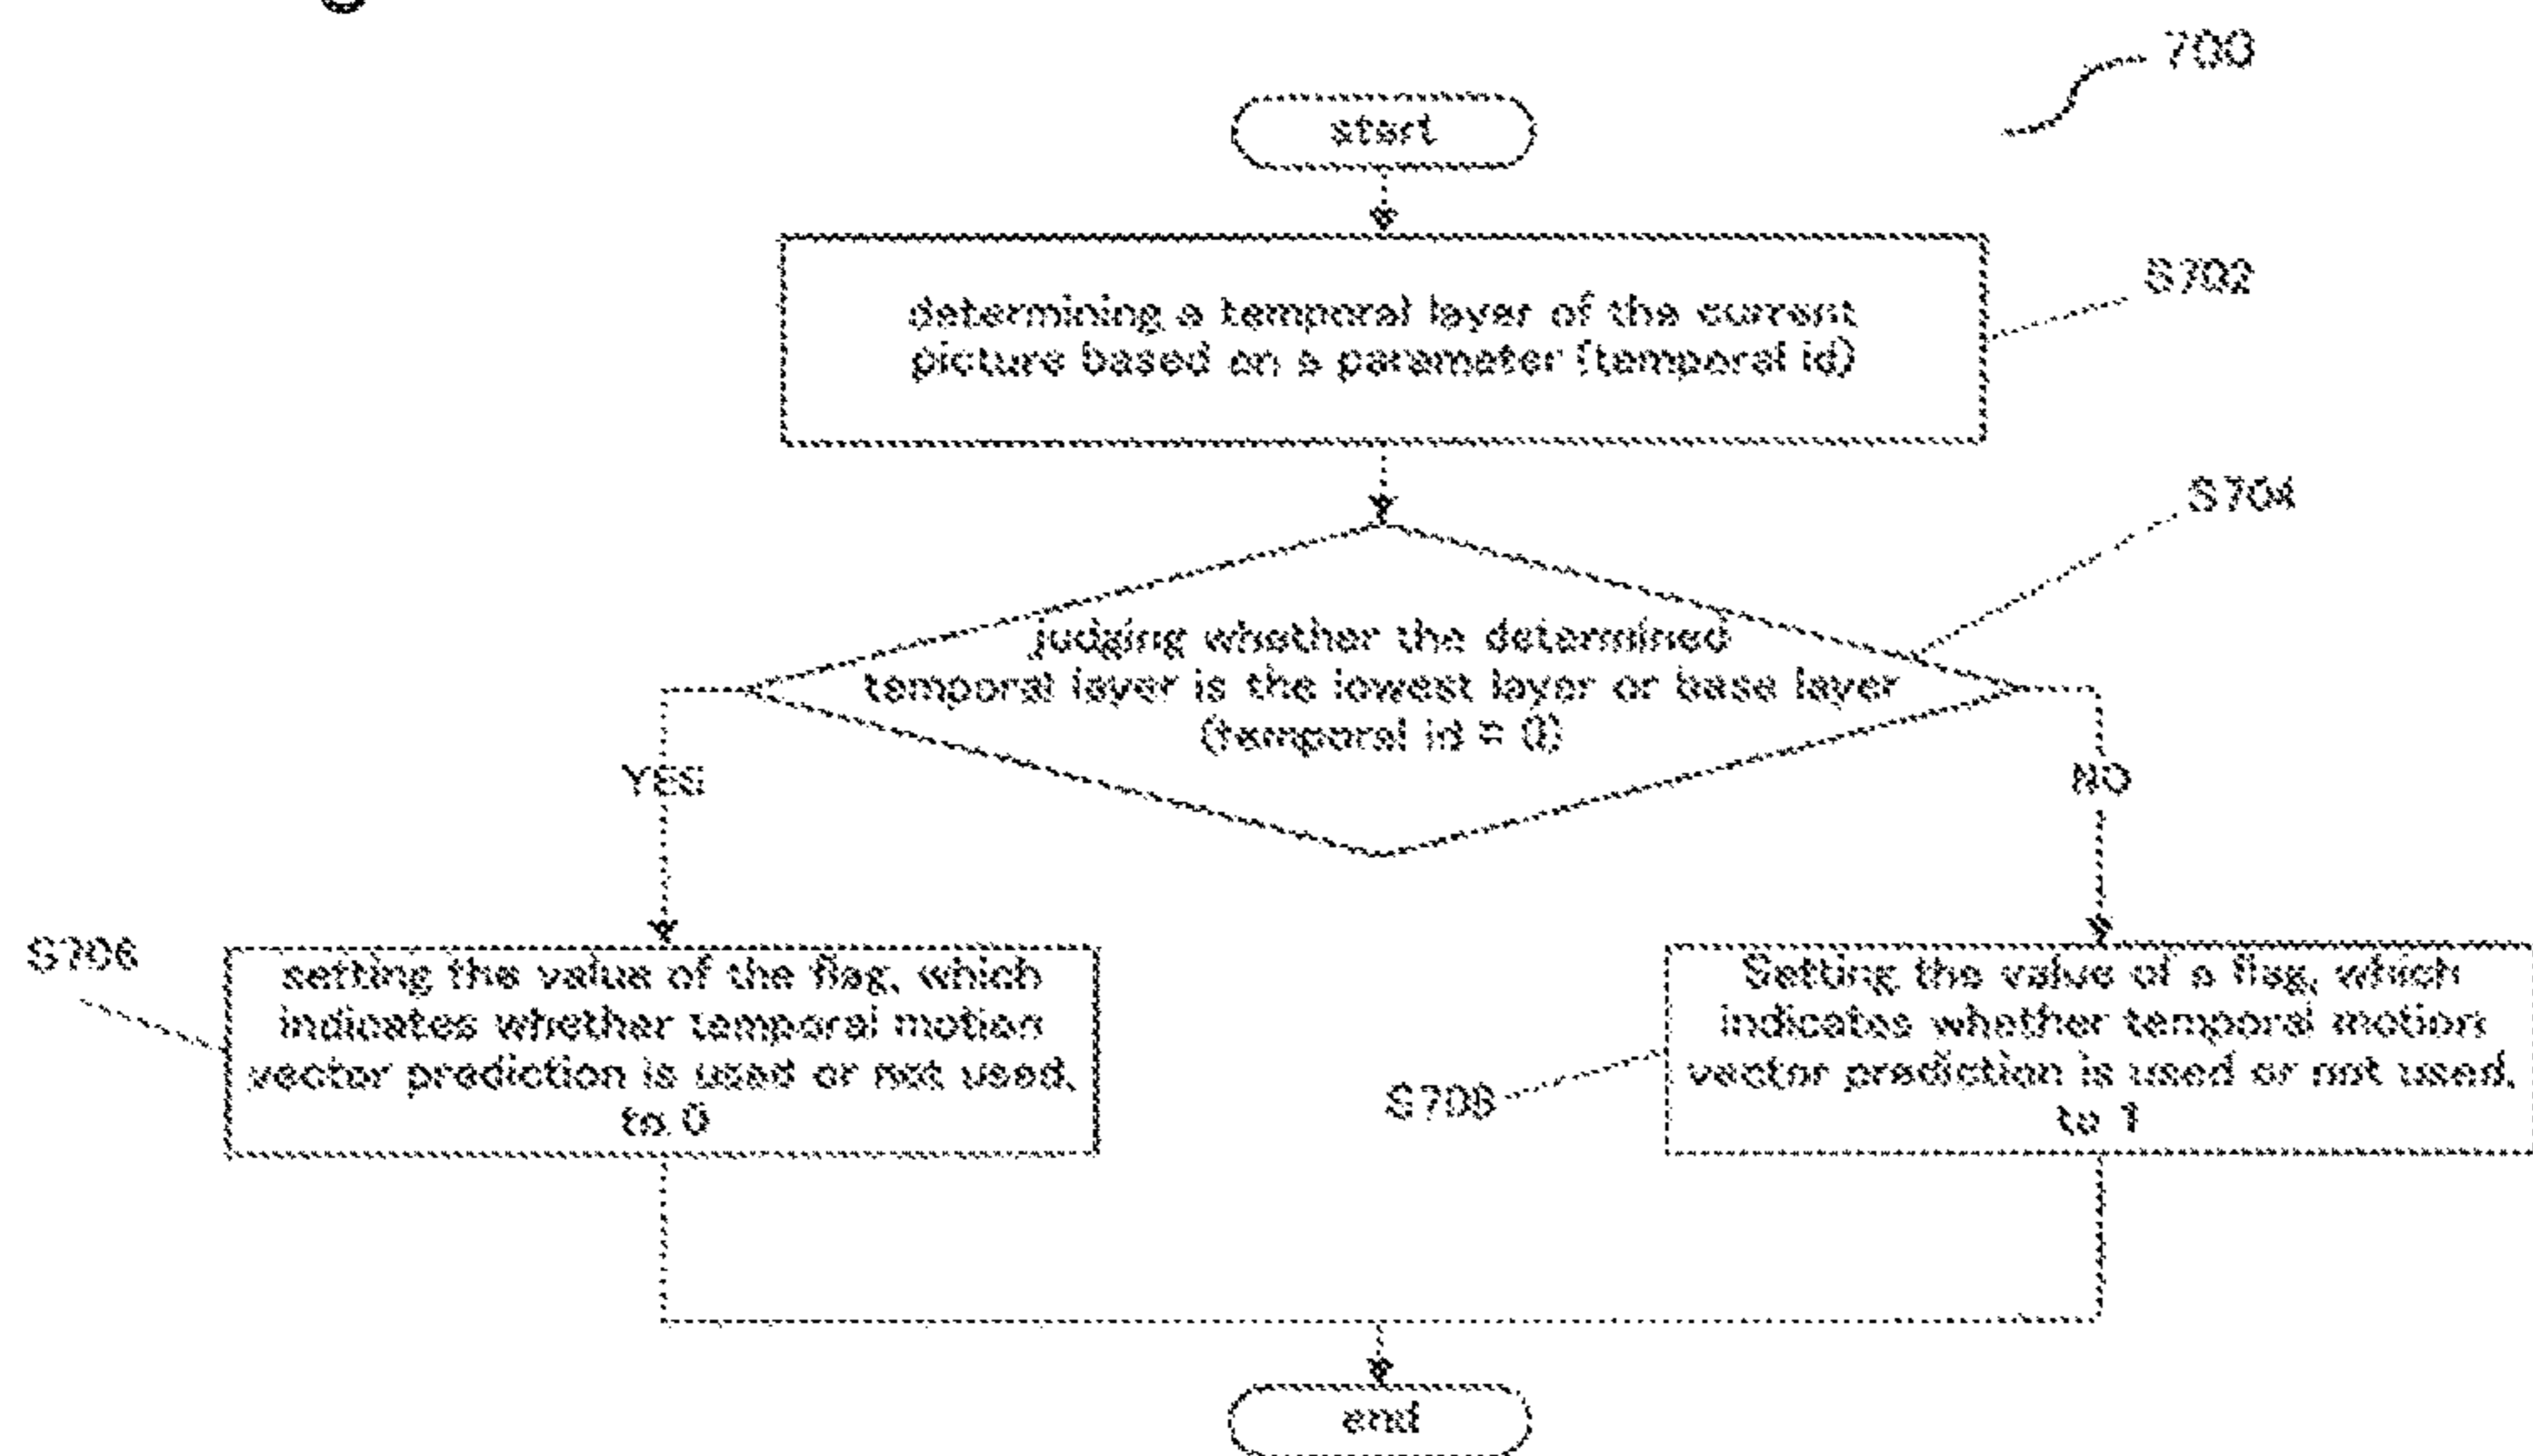 700
start
S702
determining a temporal layer of the current
picture based on a parameter (temporal id)
S704
judging whether the determined
temporal layer is the lowest layer or base layer
(temporal id = 0)
YES
NO
S706
setting the value of the flag, which
indicates whether temporal motion
vector prediction is used or not used,
to 0
S708
Setting the value of a flag, which
indicates whether temporal motion
vector prediction is used or not used,
to 1
end